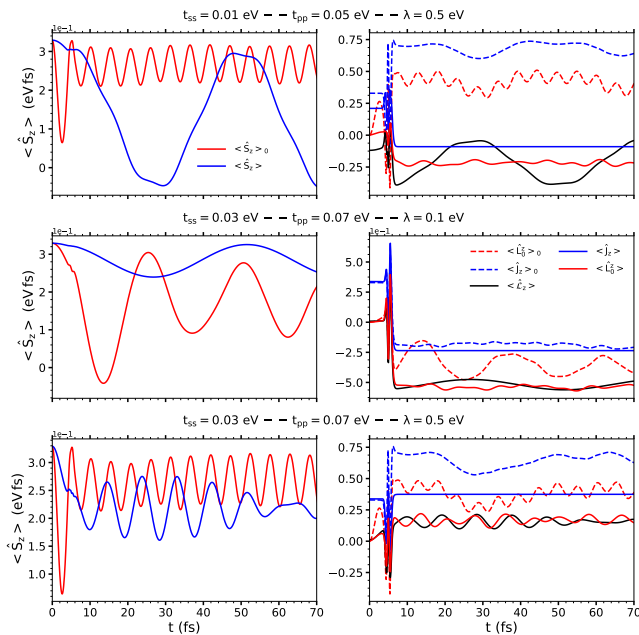 t_ss = 0.01 eV − − t_pp = 0.05 eV − − λ = 0.5 eV
1e−1
< Ŝ_z > (eV fs)
3
2
1
0
< Ŝ_z >_0
< Ŝ_z >
0.75
0.50
0.25
0.00
−0.25
t_ss = 0.03 eV − − t_pp = 0.07 eV − − λ = 0.1 eV
1e−1
< Ŝ_z > (eV fs)
3
2
1
0
1e−1
5.0
2.5
0.0
−2.5
−5.0
< L̂_0^z >_0
< Ĵ_z >_0
< ℒ̂_z >
< Ĵ_z >
< L̂_0^z >
t_ss = 0.03 eV − − t_pp = 0.07 eV − − λ = 0.5 eV
1e−1
< Ŝ_z > (eV fs)
3.0
2.5
2.0
1.5
1.0
0 10 20 30 40 50 60 70
t (fs)
0.75
0.50
0.25
0.00
−0.25
0 10 20 30 40 50 60 70
t (fs)